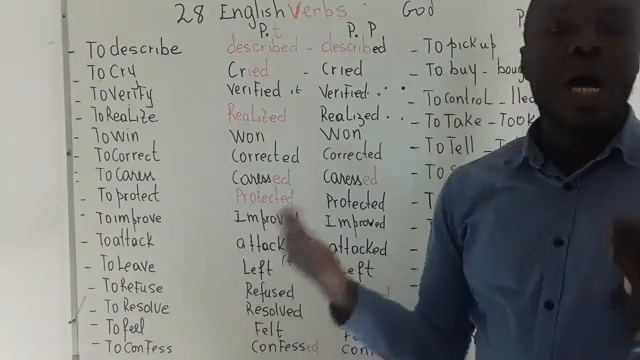 28 English Verbs God P
P.t P.P
- To describe described - described - To pick up
- To Cry Cried - Cried - To buy - boug
- To Verify Verified it Verified . . - To control - lled
- To ReaLize Realized Realized . . - To Take - Took
- To win Won Won - To Tell
- To Correct Corrected Corrected
- To Caress Caressed Caressed
- To protect Protected Protected
- To improve Improved Improved
- To attack attacked
- To Leave Left Left
- To Refuse Refused
- To Resolve Resolved
- To feel Felt
- To Confess Confessed